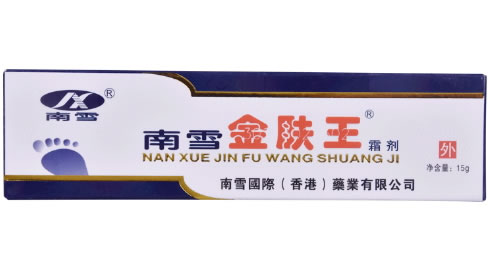 NX®
南雪
南雪金肤王®霜剂
NAN XUE JIN FU WANG SHUANG JI
外
净含量：15g
南雪國際（香港）藥業有限公司